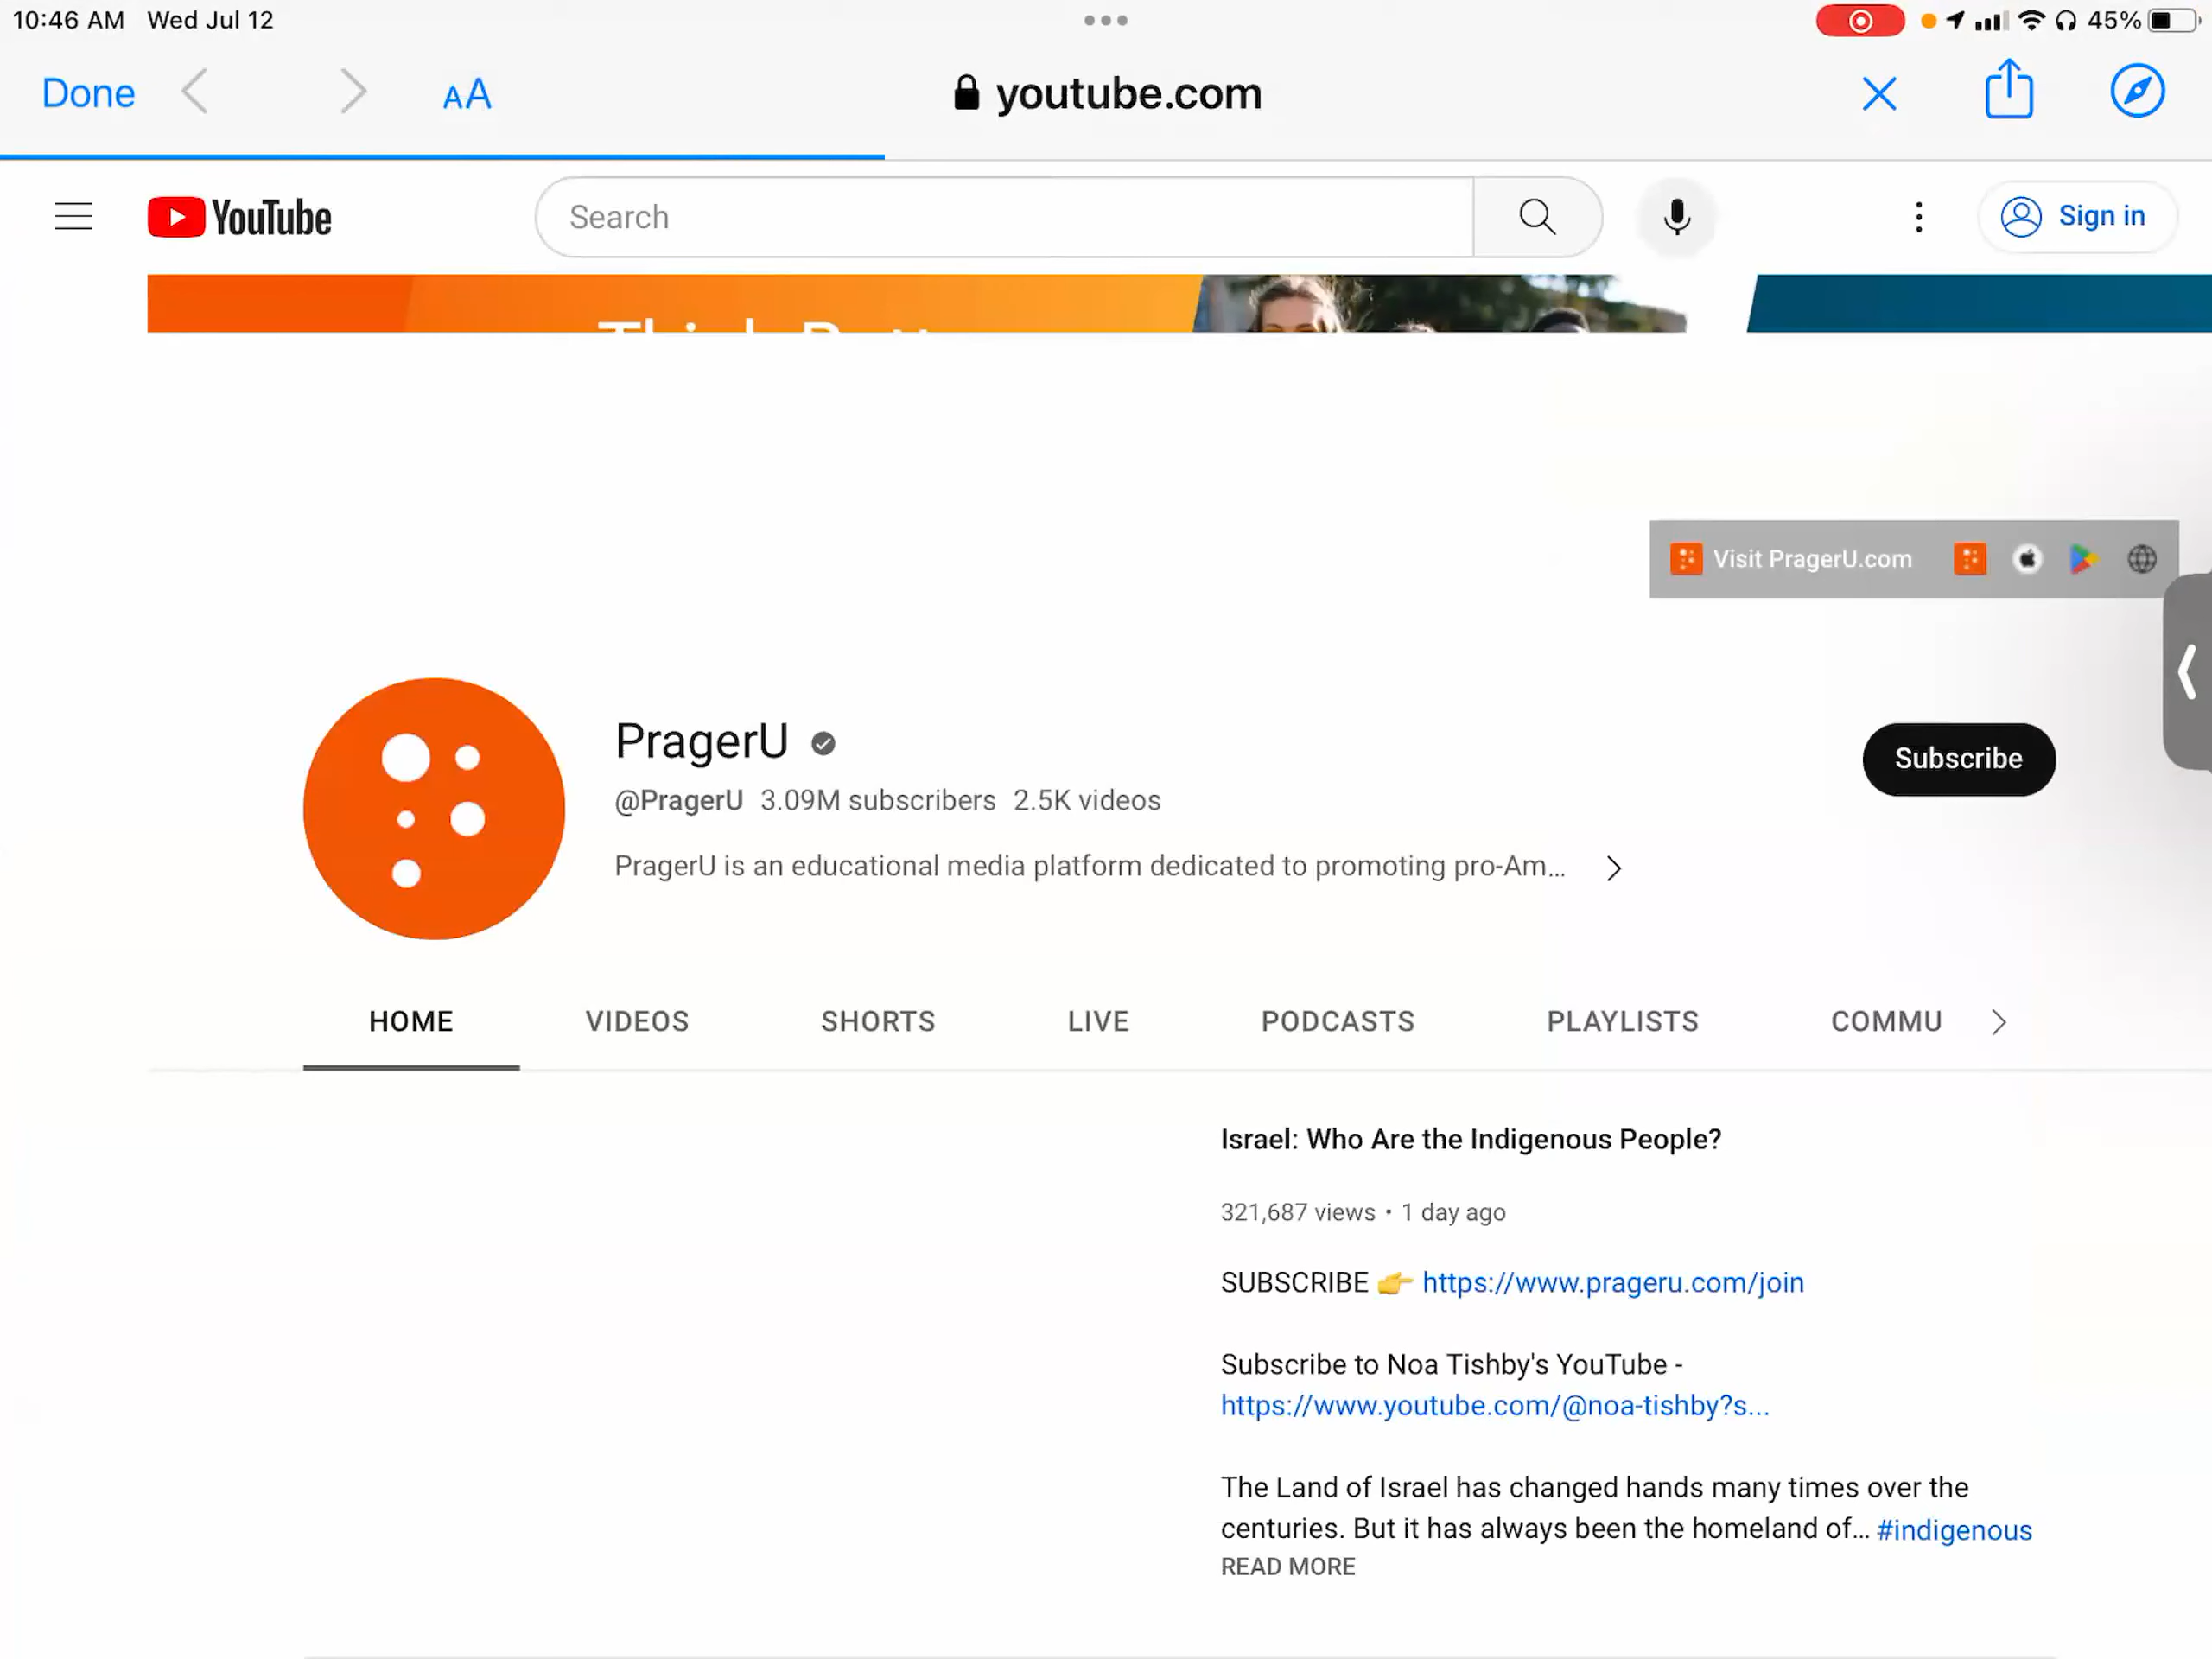 10:46 AM Wed Jul 12
45%
Done
AA
youtube.com
YouTube
Search
Sign in
Visit PragerU.com
PragerU
@PragerU 3.09M subscribers 2.5K videos
PragerU is an educational media platform dedicated to promoting pro-Am...
Subscribe
HOME VIDEOS SHORTS LIVE PODCASTS PLAYLISTS COMMU
Israel: Who Are the Indigenous People?
321,687 views • 1 day ago
SUBSCRIBE 👉 https://www.prageru.com/join
Subscribe to Noa Tishby's YouTube -
https://www.youtube.com/@noa-tishby?s...
The Land of Israel has changed hands many times over the
centuries. But it has always been the homeland of... #indigenous
READ MORE